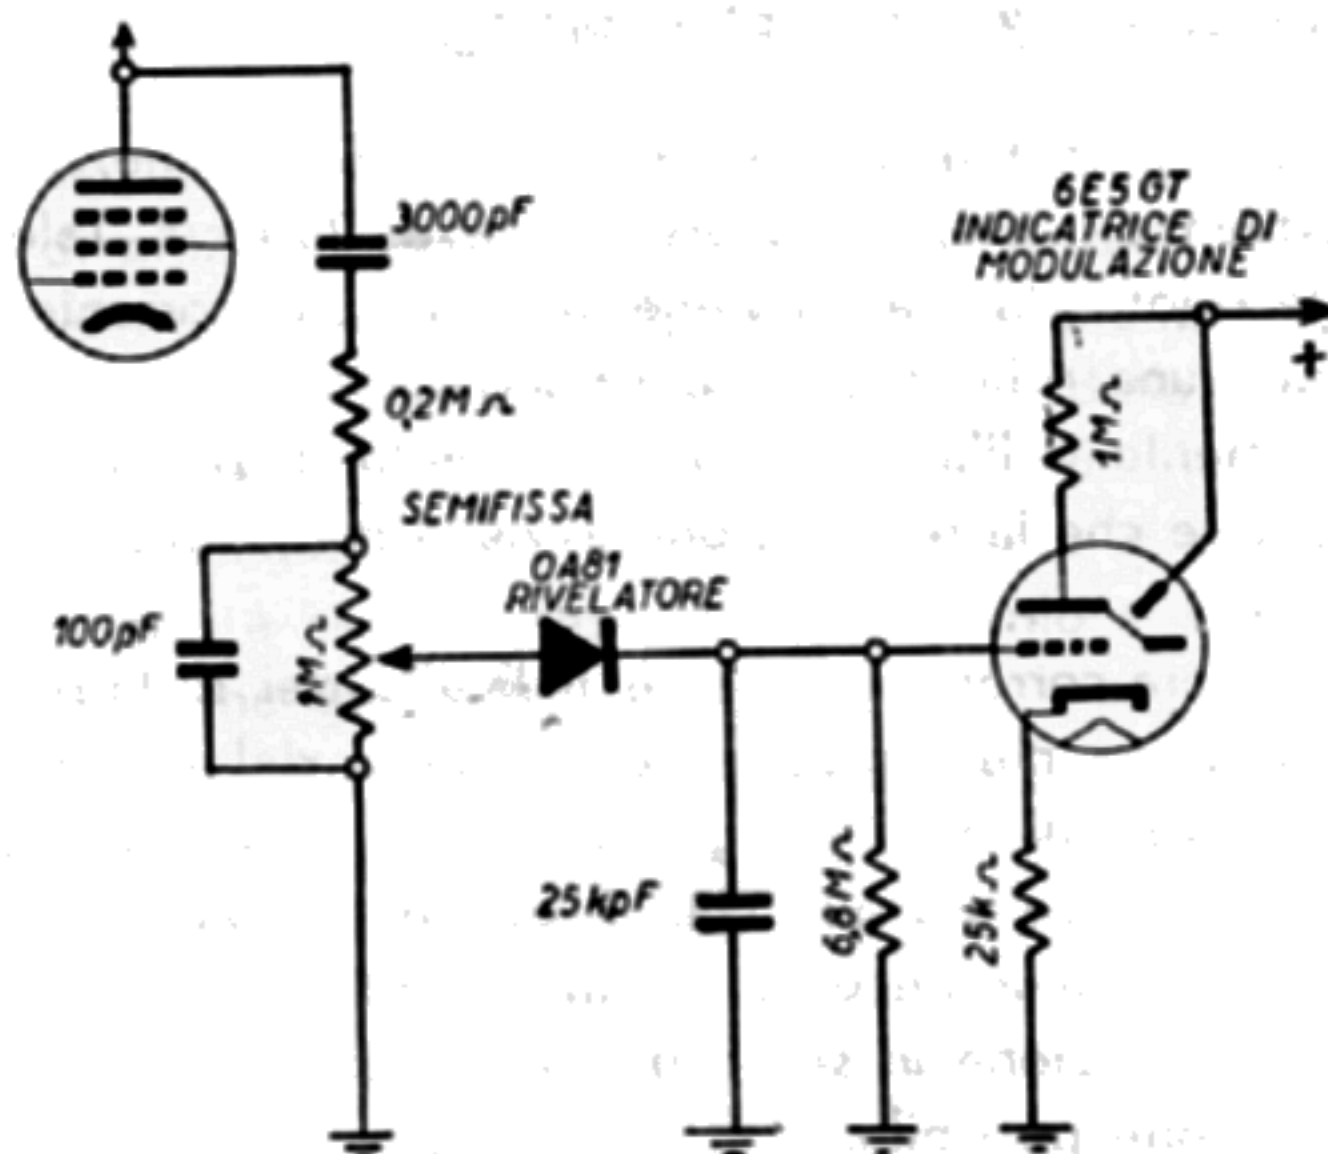 3000pF
0,2MΩ
SEMIFISSA
100pF
1MΩ
OA81
RIVELATORE
6E5GT
INDICATRICE DI
MODULAZIONE
1MΩ
+
25kpF
6,8MΩ
25kΩ